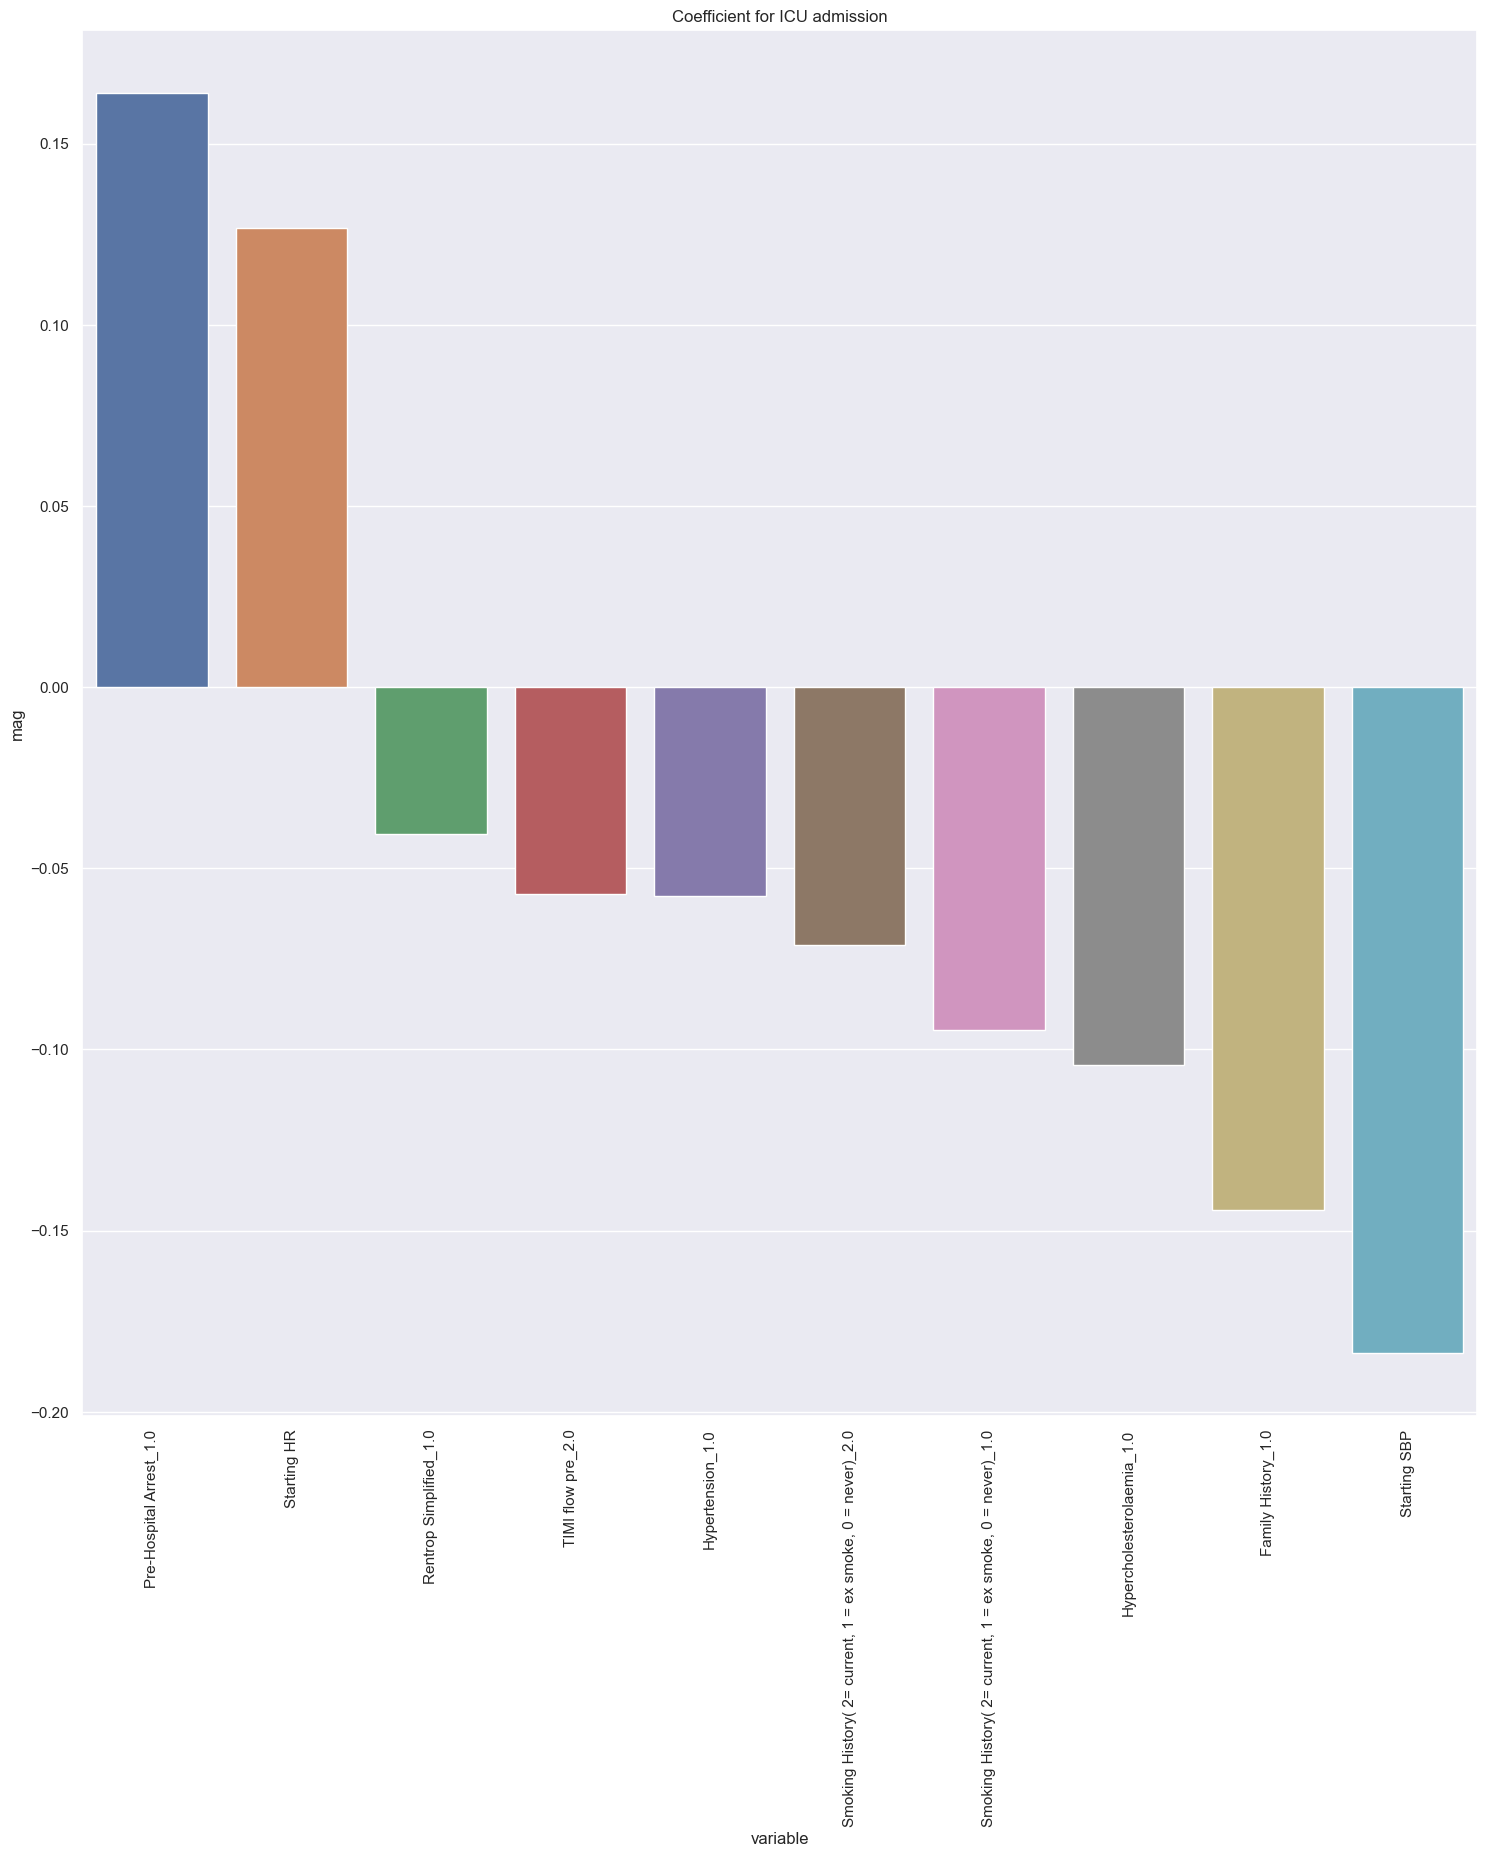 Coefficient for ICU admission
0.15
0.10
0.05
0.00
−0.05
−0.10
−0.15
−0.20
mag
Pre-Hospital Arrest_1.0
Starting HR
Rentrop Simplified_1.0
TIMI flow pre_2.0
Hypertension_1.0
Smoking History( 2= current, 1 = ex smoke, 0 = never)_2.0
Smoking History( 2= current, 1 = ex smoke, 0 = never)_1.0
Hypercholesterolaemia_1.0
Family History_1.0
Starting SBP
variable